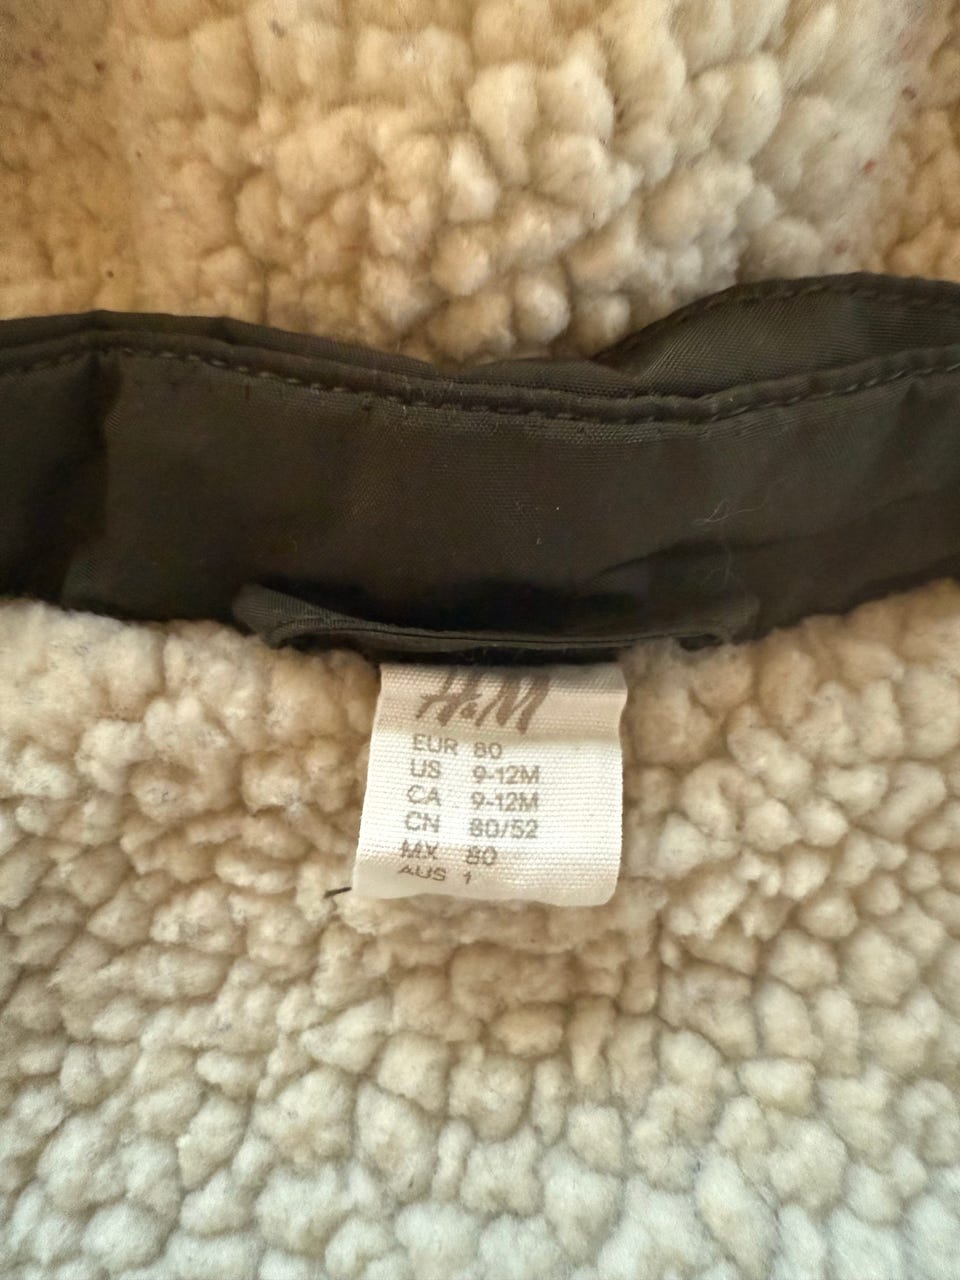 H&M
EUR 80
US 9-12M
CA 9-12M
CN 80/52
MX 80
AUS 1